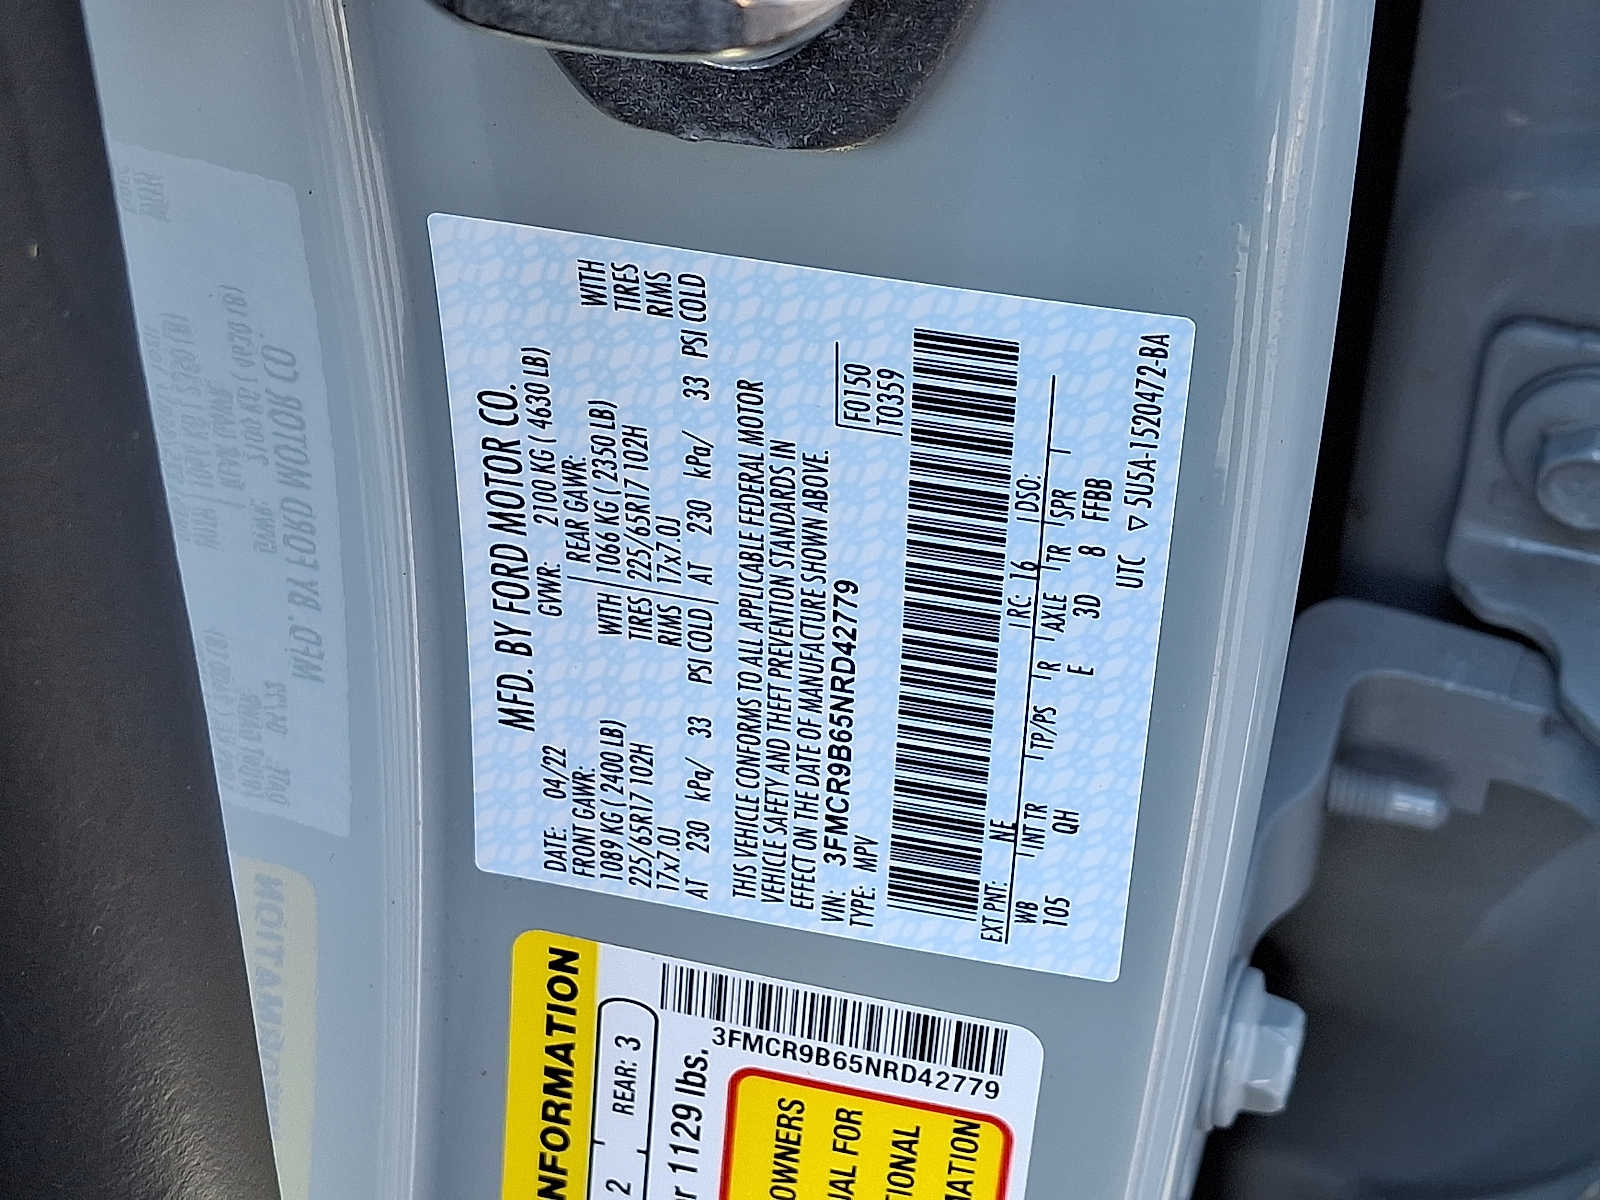 MFD. BY FORD MOTOR CO.
DATE: 04/22 GVWR: 2100 KG ( 4630 LB)
FRONT GAWR: REAR GAWR:
1089 KG ( 2400 LB) WITH 1066 KG ( 2350 LB) WITH
225/65R17 102H TIRES 225/65R17 102H TIRES
17x7.0J RIMS 17x7.0J RIMS
AT 230 kPa/ 33 PSI COLD AT 230 kPa/ 33 PSI COLD
THIS VEHICLE CONFORMS TO ALL APPLICABLE FEDERAL MOTOR
VEHICLE SAFETY AND THEFT PREVENTION STANDARDS IN
EFFECT ON THE DATE OF MANUFACTURE SHOWN ABOVE.
VIN: 3FMCR9B65NRD42779
TYPE: MPV
F0150
T0359
EXT PNT: NE RC: 16 DSO:
WB INT TR TP/PS R AXLE TR SPR
105 QH E 3D 8 FFBB
UTC ▽ 5U5A-1520472-BA
NFORMATION
2 REAR: 3
r 1129 lbs.
3FMCR9B65NRD42779
OWNERS
AL FOR
IONAL
MATION